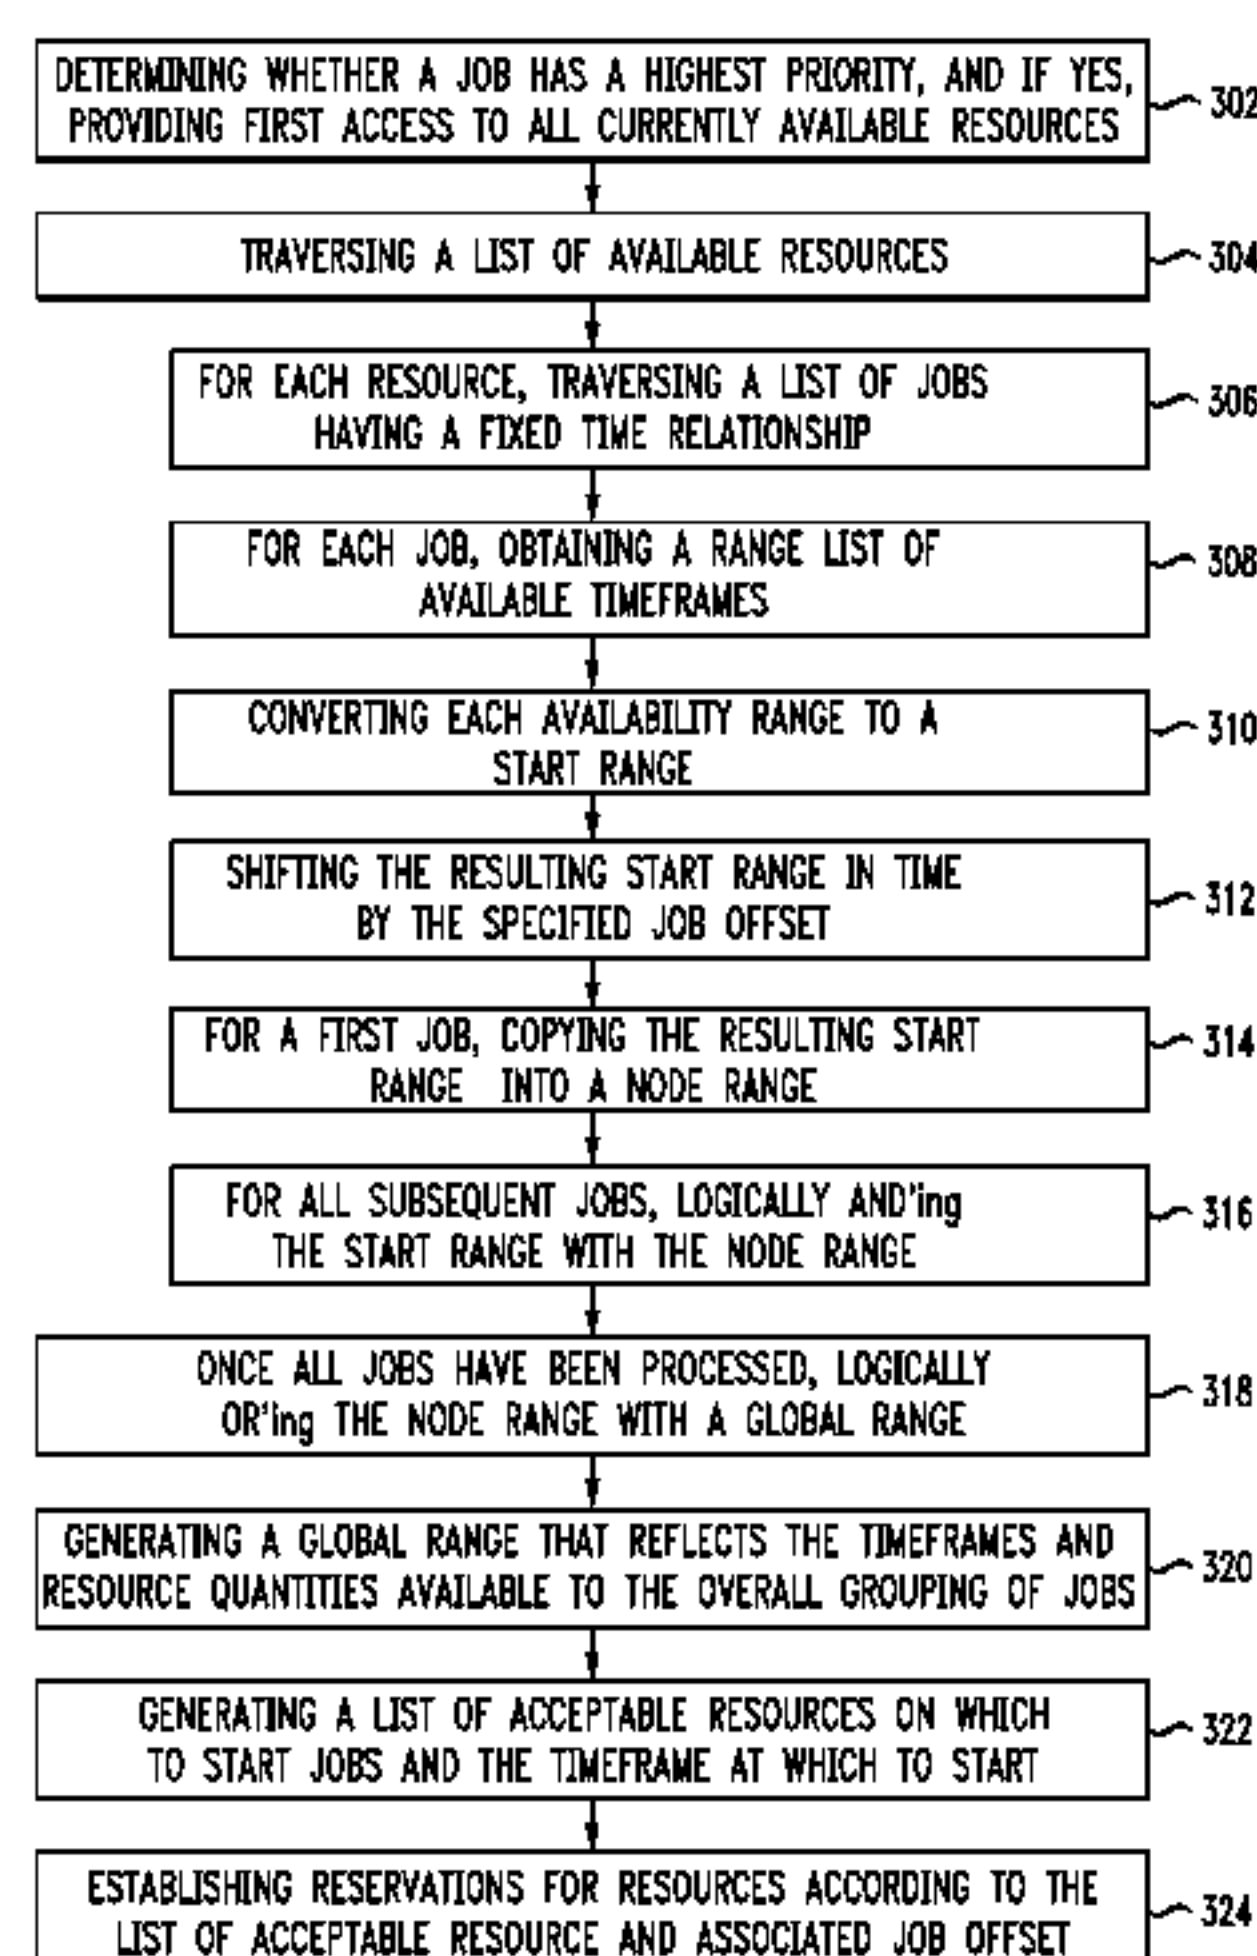 DETERMINING WHETHER A JOB HAS A HIGHEST PRIORITY, AND IF YES,
PROVIDING FIRST ACCESS TO ALL CURRENTLY AVAILABLE RESOURCES
302
TRAVERSING A LIST OF AVAILABLE RESOURCES
304
FOR EACH RESOURCE, TRAVERSING A LIST OF JOBS
HAVING A FIXED TIME RELATIONSHIP
306
FOR EACH JOB, OBTAINING A RANGE LIST OF
AVAILABLE TIMEFRAMES
308
CONVERTING EACH AVAILABILITY RANGE TO A
START RANGE
310
SHIFTING THE RESULTING START RANGE IN TIME
BY THE SPECIFIED JOB OFFSET
312
FOR A FIRST JOB, COPYING THE RESULTING START
RANGE INTO A NODE RANGE
314
FOR ALL SUBSEQUENT JOBS, LOGICALLY AND'ing
THE START RANGE WITH THE NODE RANGE
316
ONCE ALL JOBS HAVE BEEN PROCESSED, LOGICALLY
OR'ing THE NODE RANGE WITH A GLOBAL RANGE
318
GENERATING A GLOBAL RANGE THAT REFLECTS THE TIMEFRAMES AND
RESOURCE QUANTITIES AVAILABLE TO THE OVERALL GROUPING OF JOBS
320
GENERATING A LIST OF ACCEPTABLE RESOURCES ON WHICH
TO START JOBS AND THE TIMEFRAME AT WHICH TO START
322
ESTABLISHING RESERVATIONS FOR RESOURCES ACCORDING TO THE
LIST OF ACCEPTABLE RESOURCE AND ASSOCIATED JOB OFFSET
324